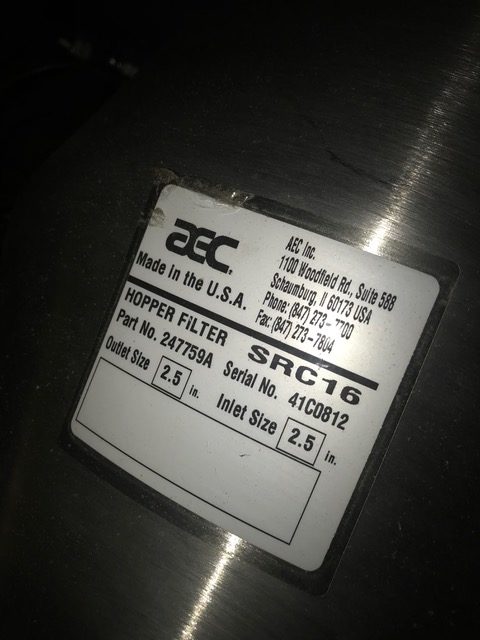 AEC
Made in the U.S.A.
AEC Inc.
1100 Woodfield Rd., Suite 588
Schaumburg, Il 60173 USA
Phone: (847) 273-7700
Fax: (847) 273-7804
HOPPER FILTER SRC16
Part No. 247759A Serial No. 41C0812
Outlet Size 2.5 in. Inlet Size 2.5 in.